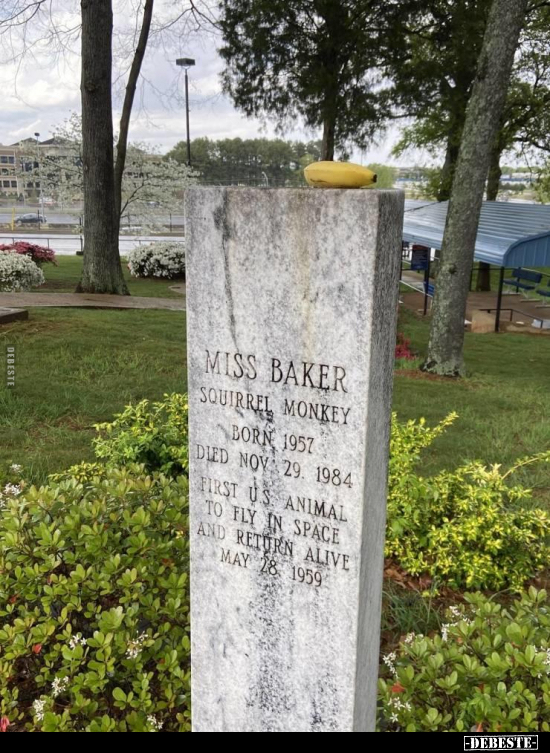 MISS BAKER
SQUIRREL MONKEY
BORN 1957
DIED NOV. 29. 1984
FIRST U.S. ANIMAL
TO FLY IN SPACE
AND RETURN ALIVE
MAY 28, 1959
DEBESTE
-DEBESTE-